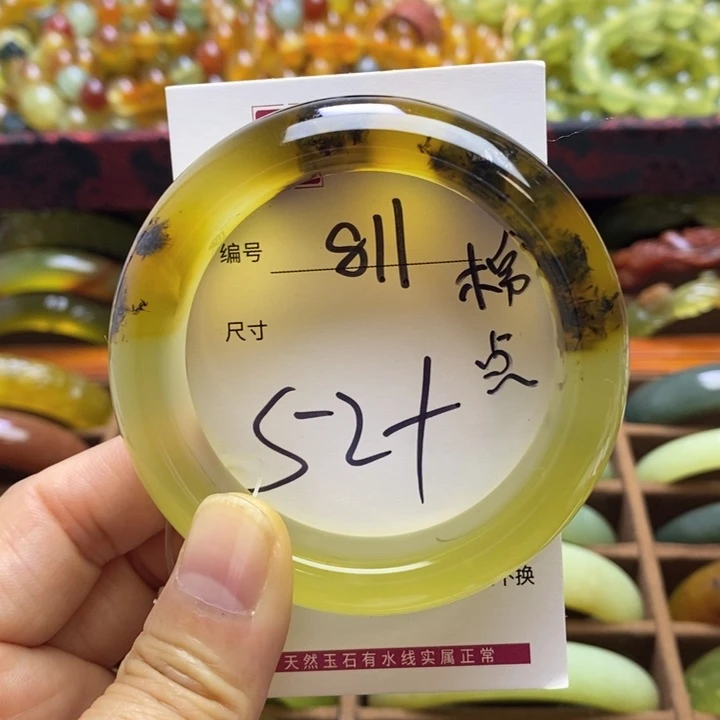 编号 811
棉点
尺寸
52+
不换
天然玉石有水线实属正常